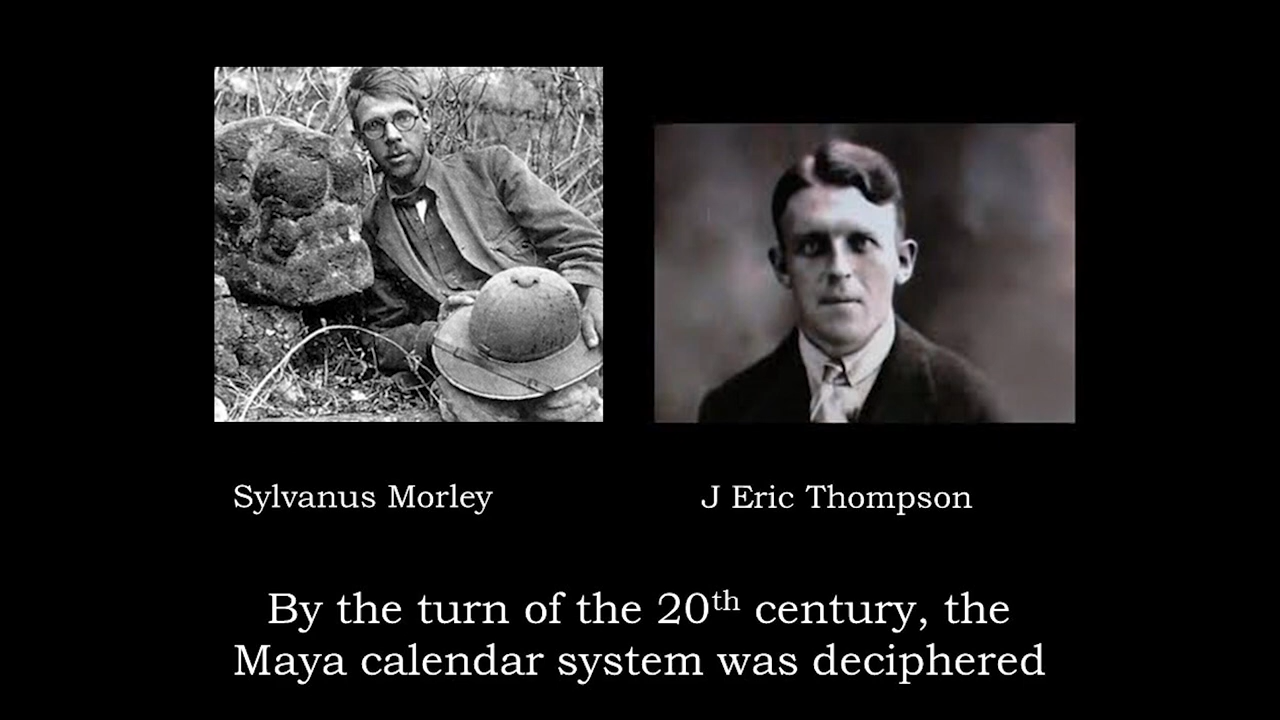 Sylvanus Morley
J Eric Thompson
By the turn of the 20th century, the
Maya calendar system was deciphered